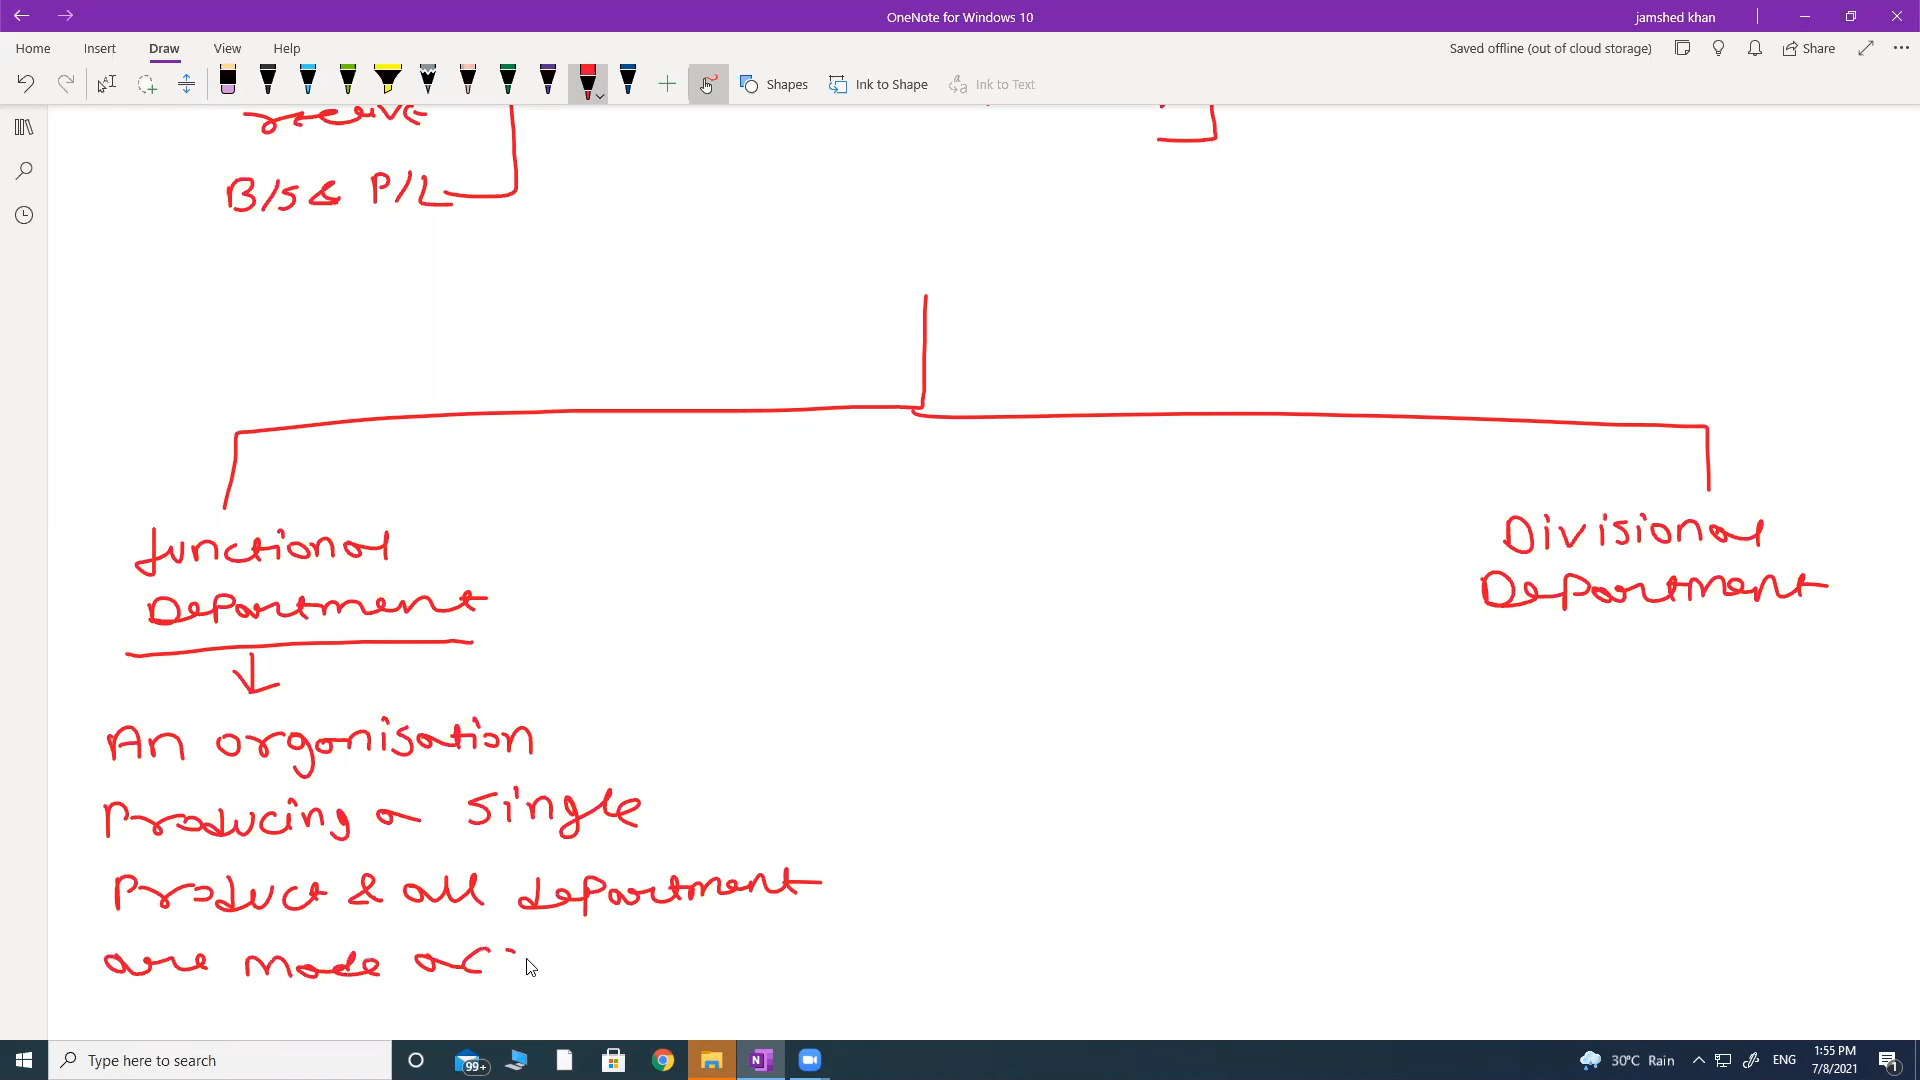 OneNote for Windows 10
jamshed khan
Home Insert Draw View Help
Saved offline (out of cloud storage)
Share
Shapes
Ink to Shape
Ink to Text
B/S & P/L
functional
Department
Divisional
Department
An organisation
Producing a single
Product & all department
are made ac
Type here to search
99+
30°C Rain
ENG
1:55 PM
7/8/2021
1